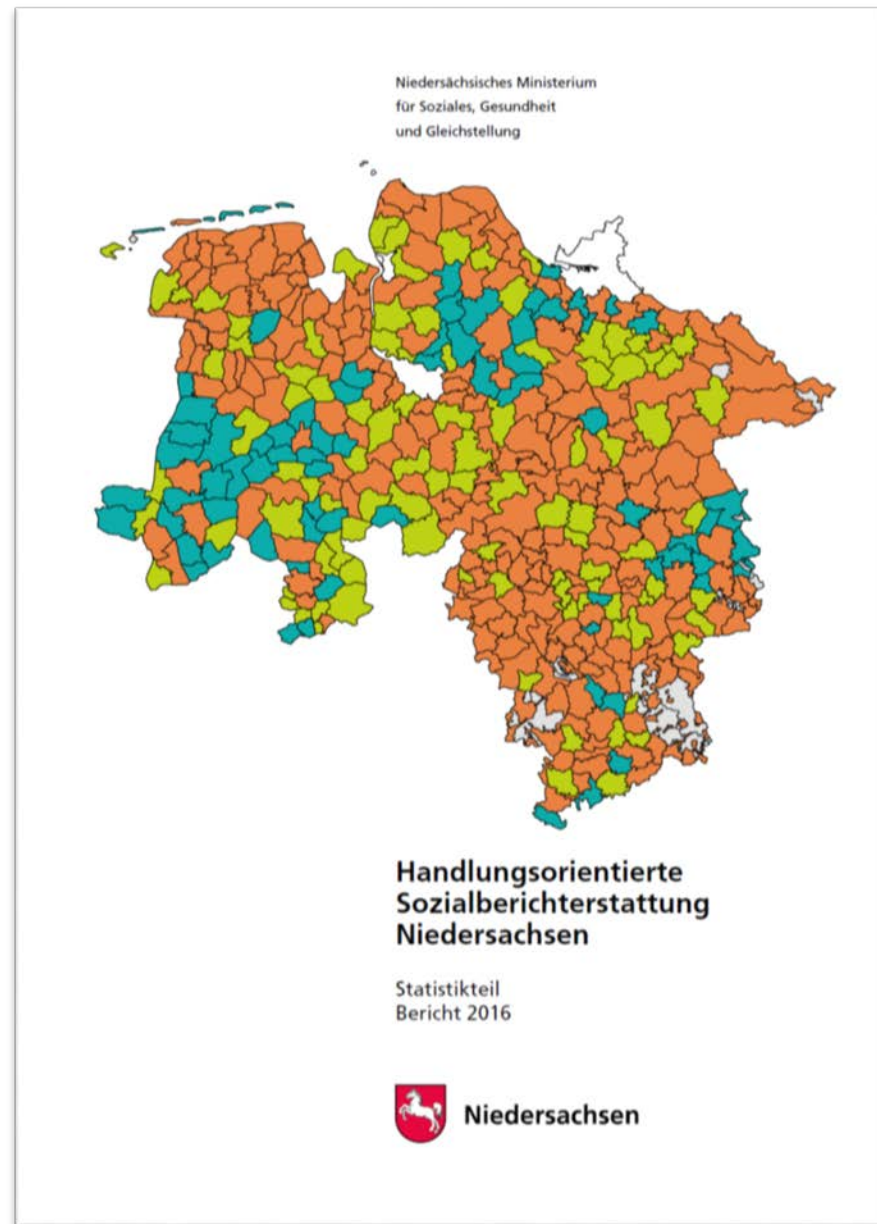 Niedersächsisches Ministerium
für Soziales, Gesundheit
und Gleichstellung
Handlungsorientierte
Sozialberichterstattung
Niedersachsen
Statistikteil
Bericht 2016
Niedersachsen